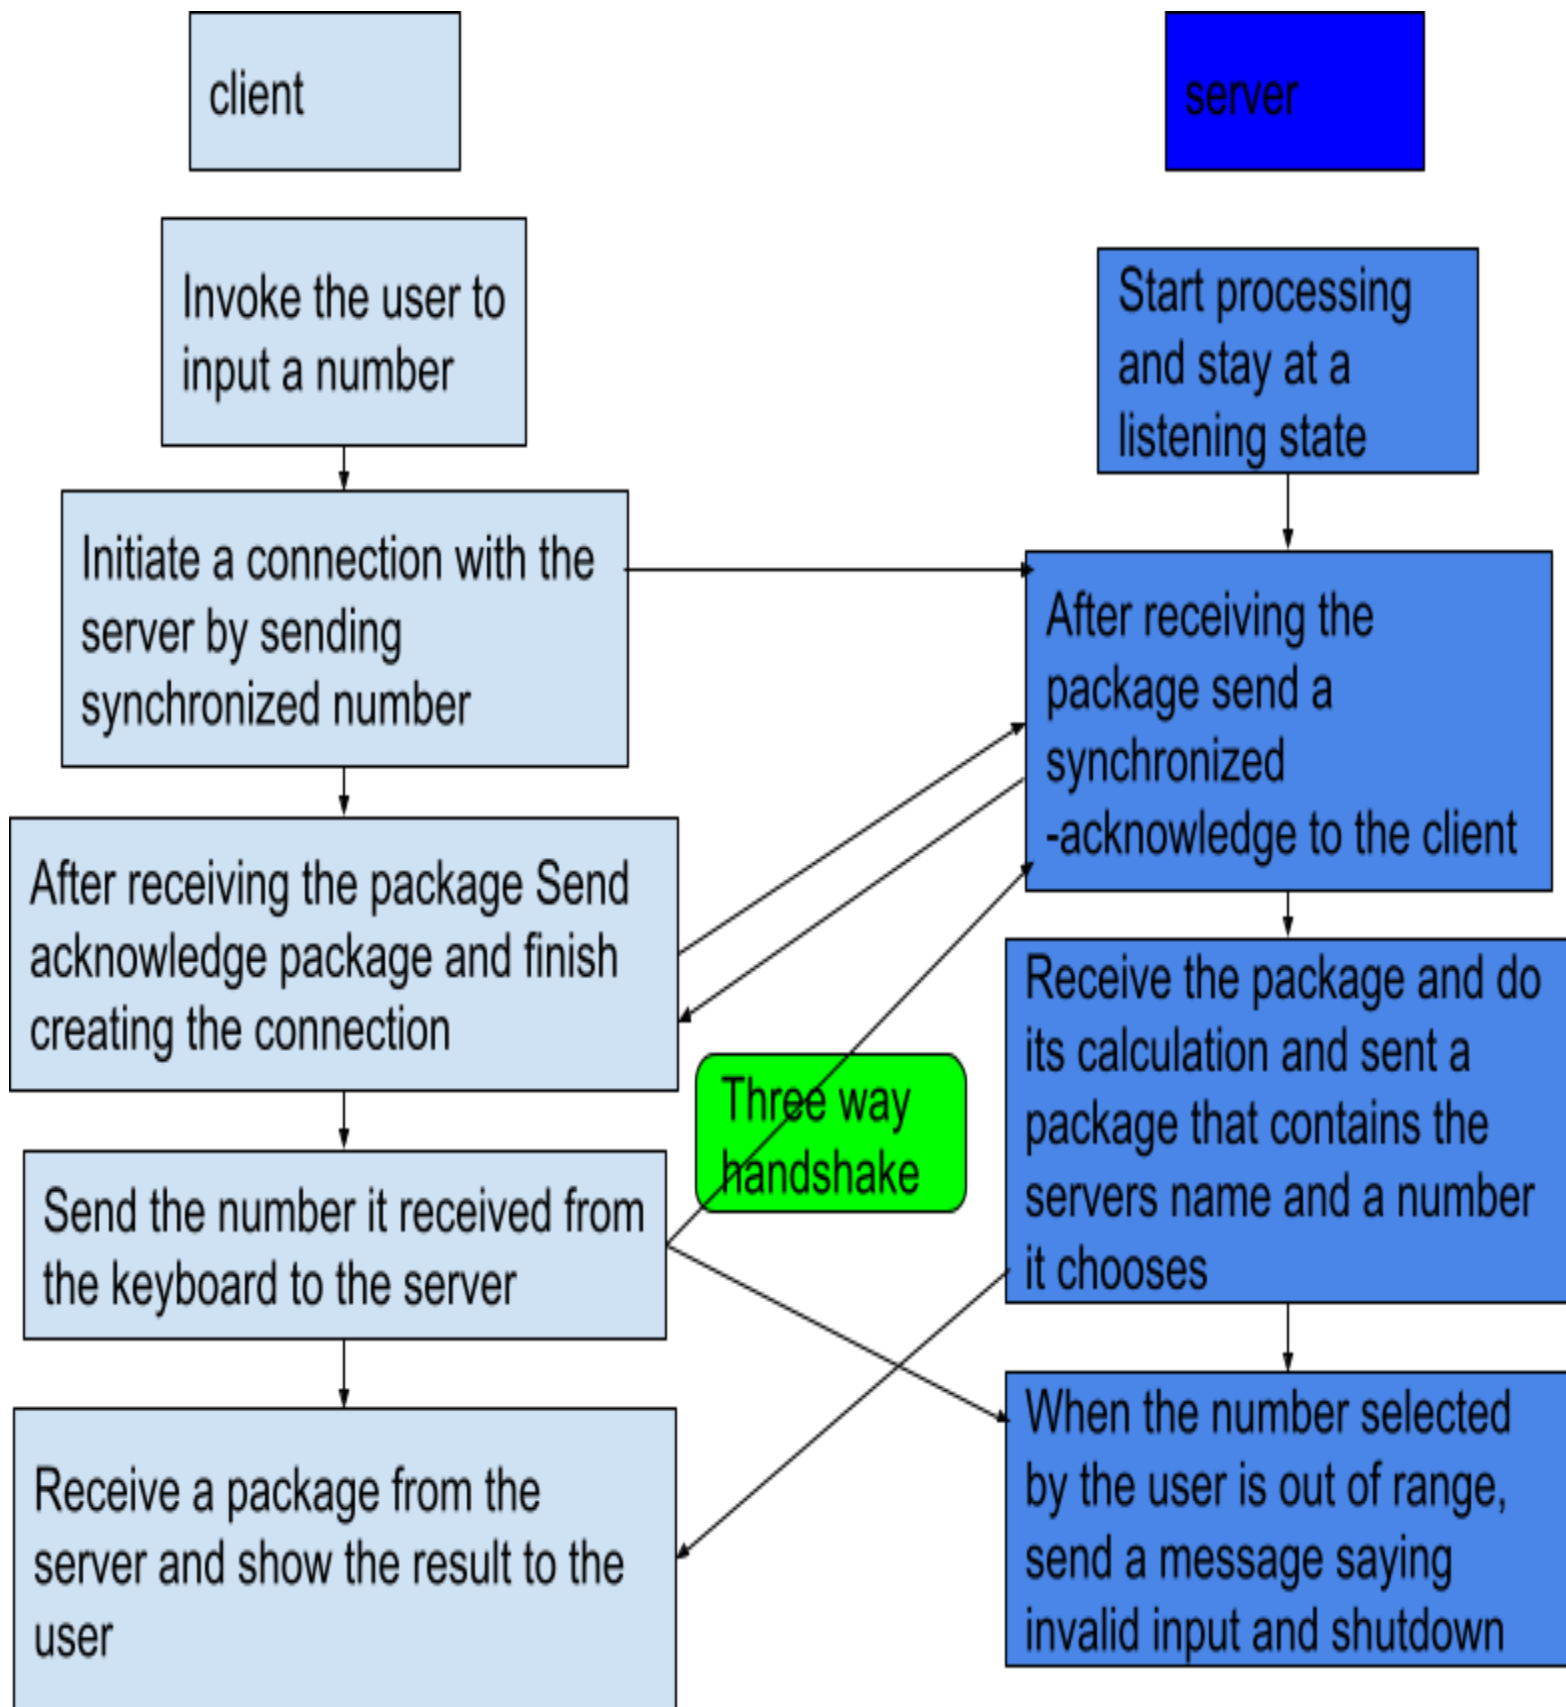 client
server
Invoke the user to
input a number
Start processing
and stay at a
listening state
Initiate a connection with the
server by sending
synchronized number
After receiving the
package send a
synchronized
-acknowledge to the client
After receiving the package Send
acknowledge package and finish
creating the connection
Three way
handshake
Receive the package and do
its calculation and sent a
package that contains the
servers name and a number
it chooses
Send the number it received from
the keyboard to the server
Receive a package from the
server and show the result to the
user
When the number selected
by the user is out of range,
send a message saying
invalid input and shutdown